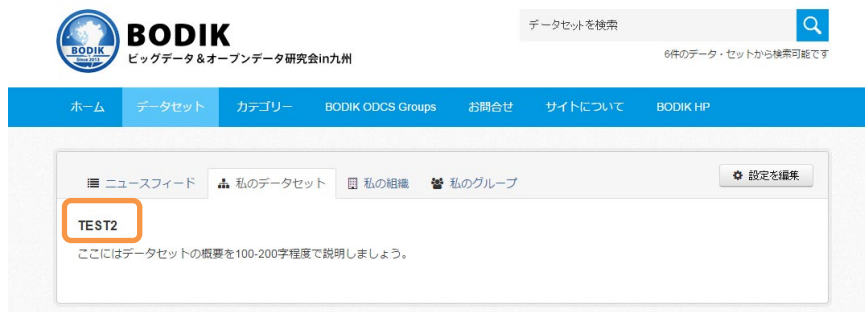 BODIK
Since 2013
BODIK
ビッグデータ＆オープンデータ研究会in九州
データセットを検索
6件のデータ・セットから検索可能です
ホーム データセット カテゴリー BODIK ODCS Groups お問合せ サイトについて BODIK HP
ニュースフィード 私のデータセット 私の組織 私のグループ 設定を編集
TEST2
ここにはデータセットの概要を100-200字程度で説明しましょう。